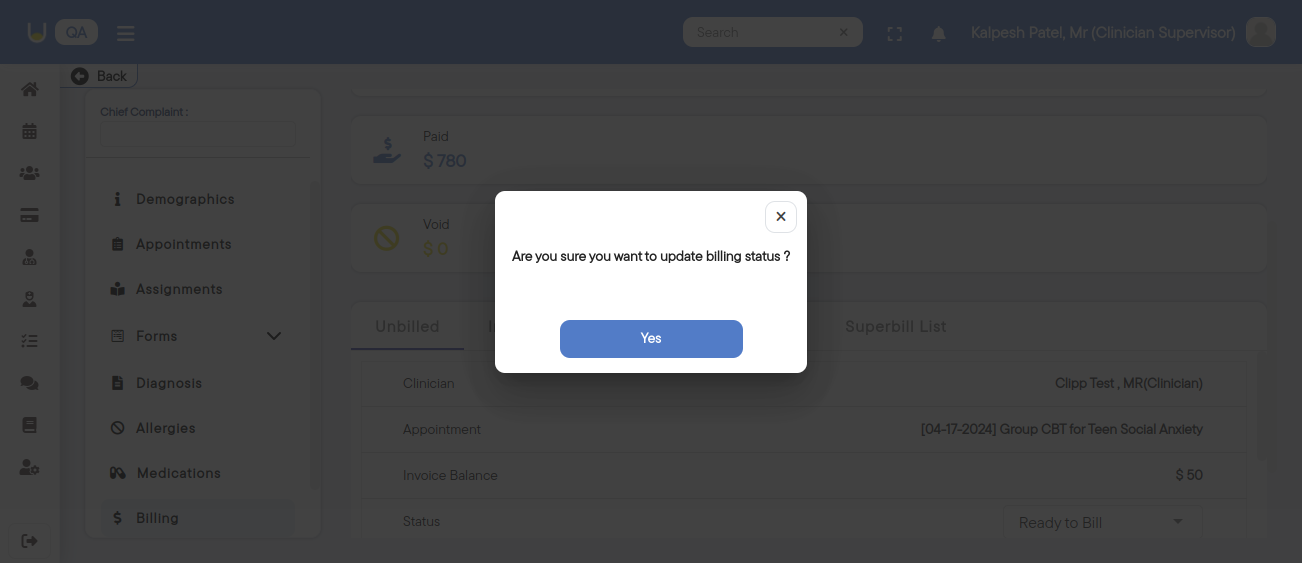 QA
Search
Kalpesh Patel, Mr (Clinician Supervisor)
Back
Chief Complaint :
Demographics
Appointments
Assignments
Forms
Diagnosis
Allergies
Medications
Billing
Paid
$ 780
Void
$ 0
Are you sure you want to update billing status ?
Yes
Unbilled
Superbill List
Clinician
Clipp Test , MR(Clinician)
Appointment
[04-17-2024] Group CBT for Teen Social Anxiety
Invoice Balance
$ 50
Status
Ready to Bill